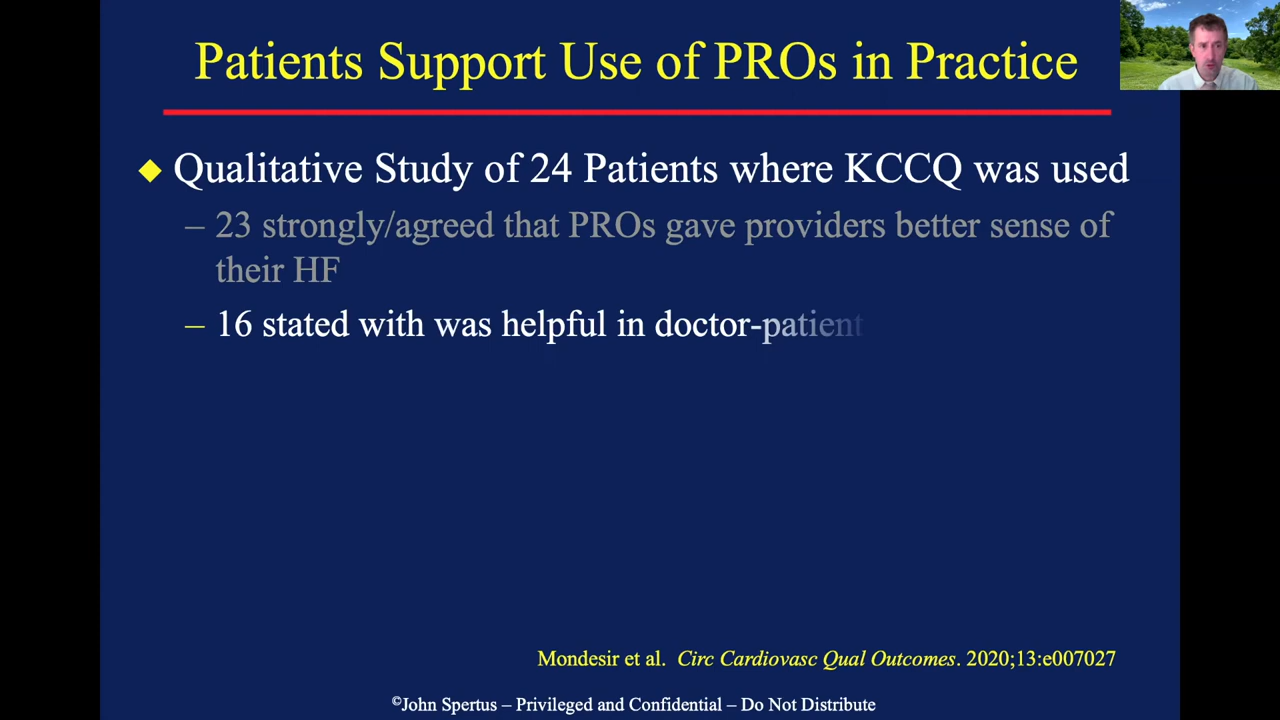 Patients Support Use of PROs in Practice
◆ Qualitative Study of 24 Patients where KCCQ was used
– 23 strongly/agreed that PROs gave providers better sense of
their HF
– 16 stated with was helpful in doctor-patient
Mondesir et al. Circ Cardiovasc Qual Outcomes. 2020;13:e007027
©John Spertus – Privileged and Confidential – Do Not Distribute